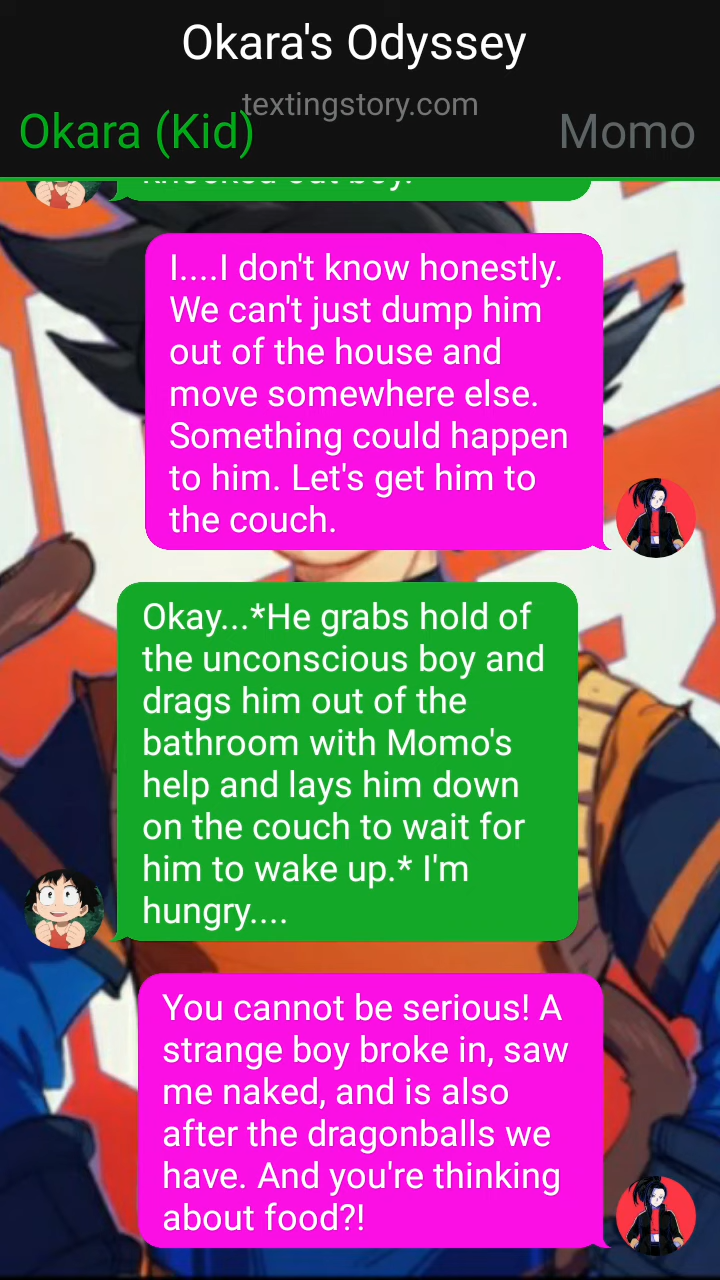 Okara's Odyssey
textingstory.com
Okara (Kid)
Momo
knocked out boy.
I....I don't know honestly.
We can't just dump him
out of the house and
move somewhere else.
Something could happen
to him. Let's get him to
the couch.
Okay...*He grabs hold of
the unconscious boy and
drags him out of the
bathroom with Momo's
help and lays him down
on the couch to wait for
him to wake up.* I'm
hungry....
You cannot be serious! A
strange boy broke in, saw
me naked, and is also
after the dragonballs we
have. And you're thinking
about food?!